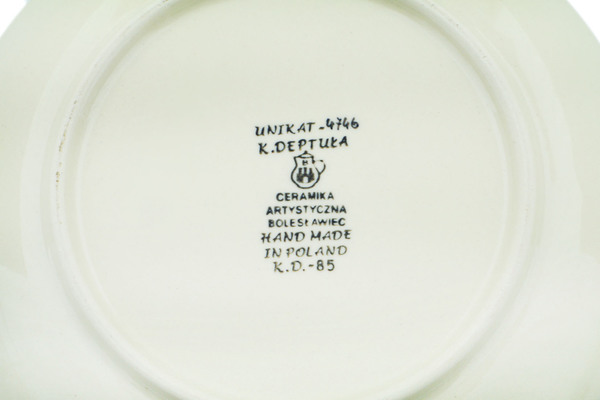 UNIKAT-4746
K. DEPTUŁA
H
CERAMIKA
ARTYSTYCZNA
BOLESŁAWIEC
HAND MADE
IN POLAND
K.D.-85